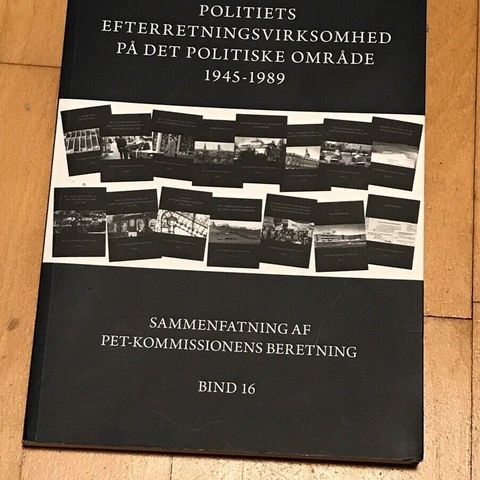 POLITIETS
EFTERRETNINGSVIRKSOMHED
PÅ DET POLITISKE OMRÅDE
1945-1989
SAMMENFATNING AF
PET-KOMMISSIONENS BERETNING
BIND 16